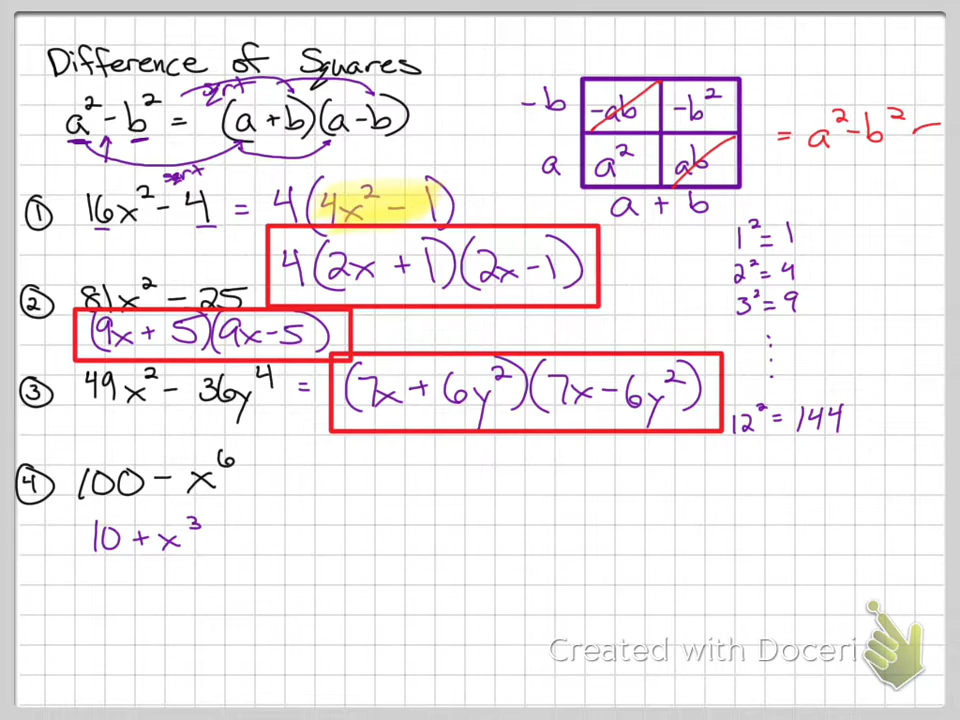 Difference of Squares
sqrt
a² - b² = (a + b)(a - b)
sqrt
-b -ab -b²
a a² ab
a + b
= a² - b²
① 16x² - 4 = 4(4x² - 1)
4(2x + 1)(2x - 1)
② 81x² - 25
(9x + 5)(9x - 5)
③ 49x² - 36y⁴ = (7x + 6y²)(7x - 6y²)
④ 100 - x⁶
10 + x³
1² = 1
2² = 4
3² = 9
⋮
12² = 144
Created with Doceri